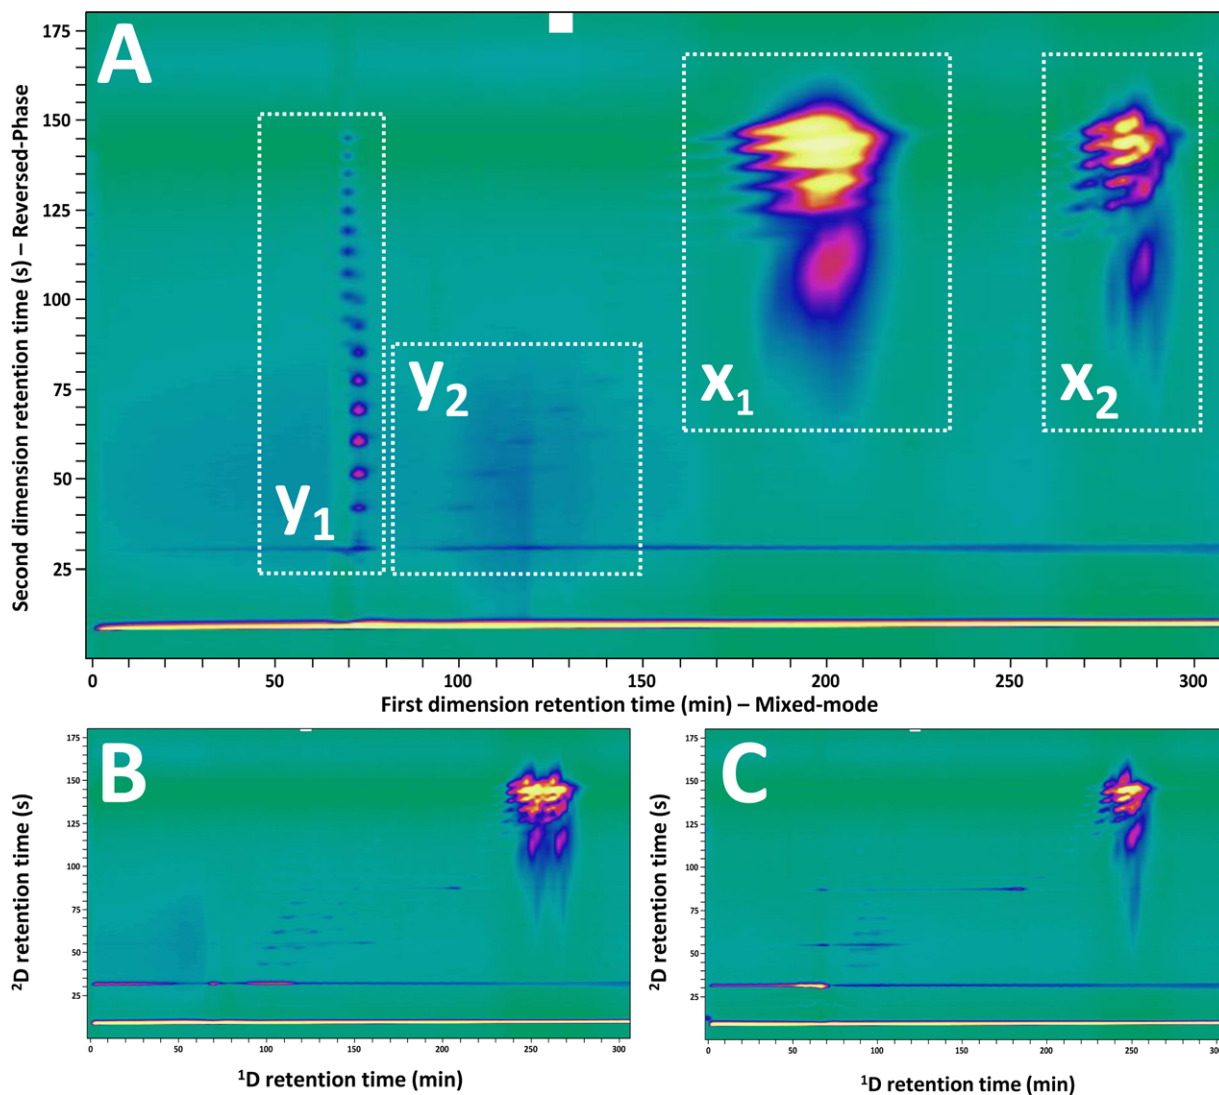 A
175
150
125
100
75
50
25
Second dimension retention time (s) – Reversed-Phase
y₁
y₂
x₁
x₂
0 50 100 150 200 250 300
First dimension retention time (min) – Mixed-mode
B
175
150
125
100
75
50
25
²D retention time (s)
0 50 100 150 200 250 300
¹D retention time (min)
C
175
150
125
100
75
50
25
²D retention time (s)
0 50 100 150 200 250 300
¹D retention time (min)